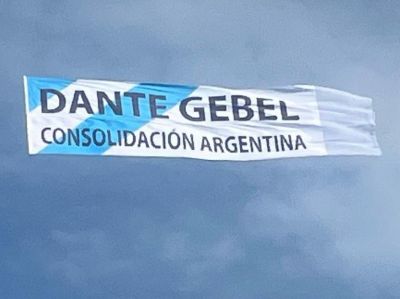 DANTE GEBEL
CONSOLIDACIÓN ARGENTINA